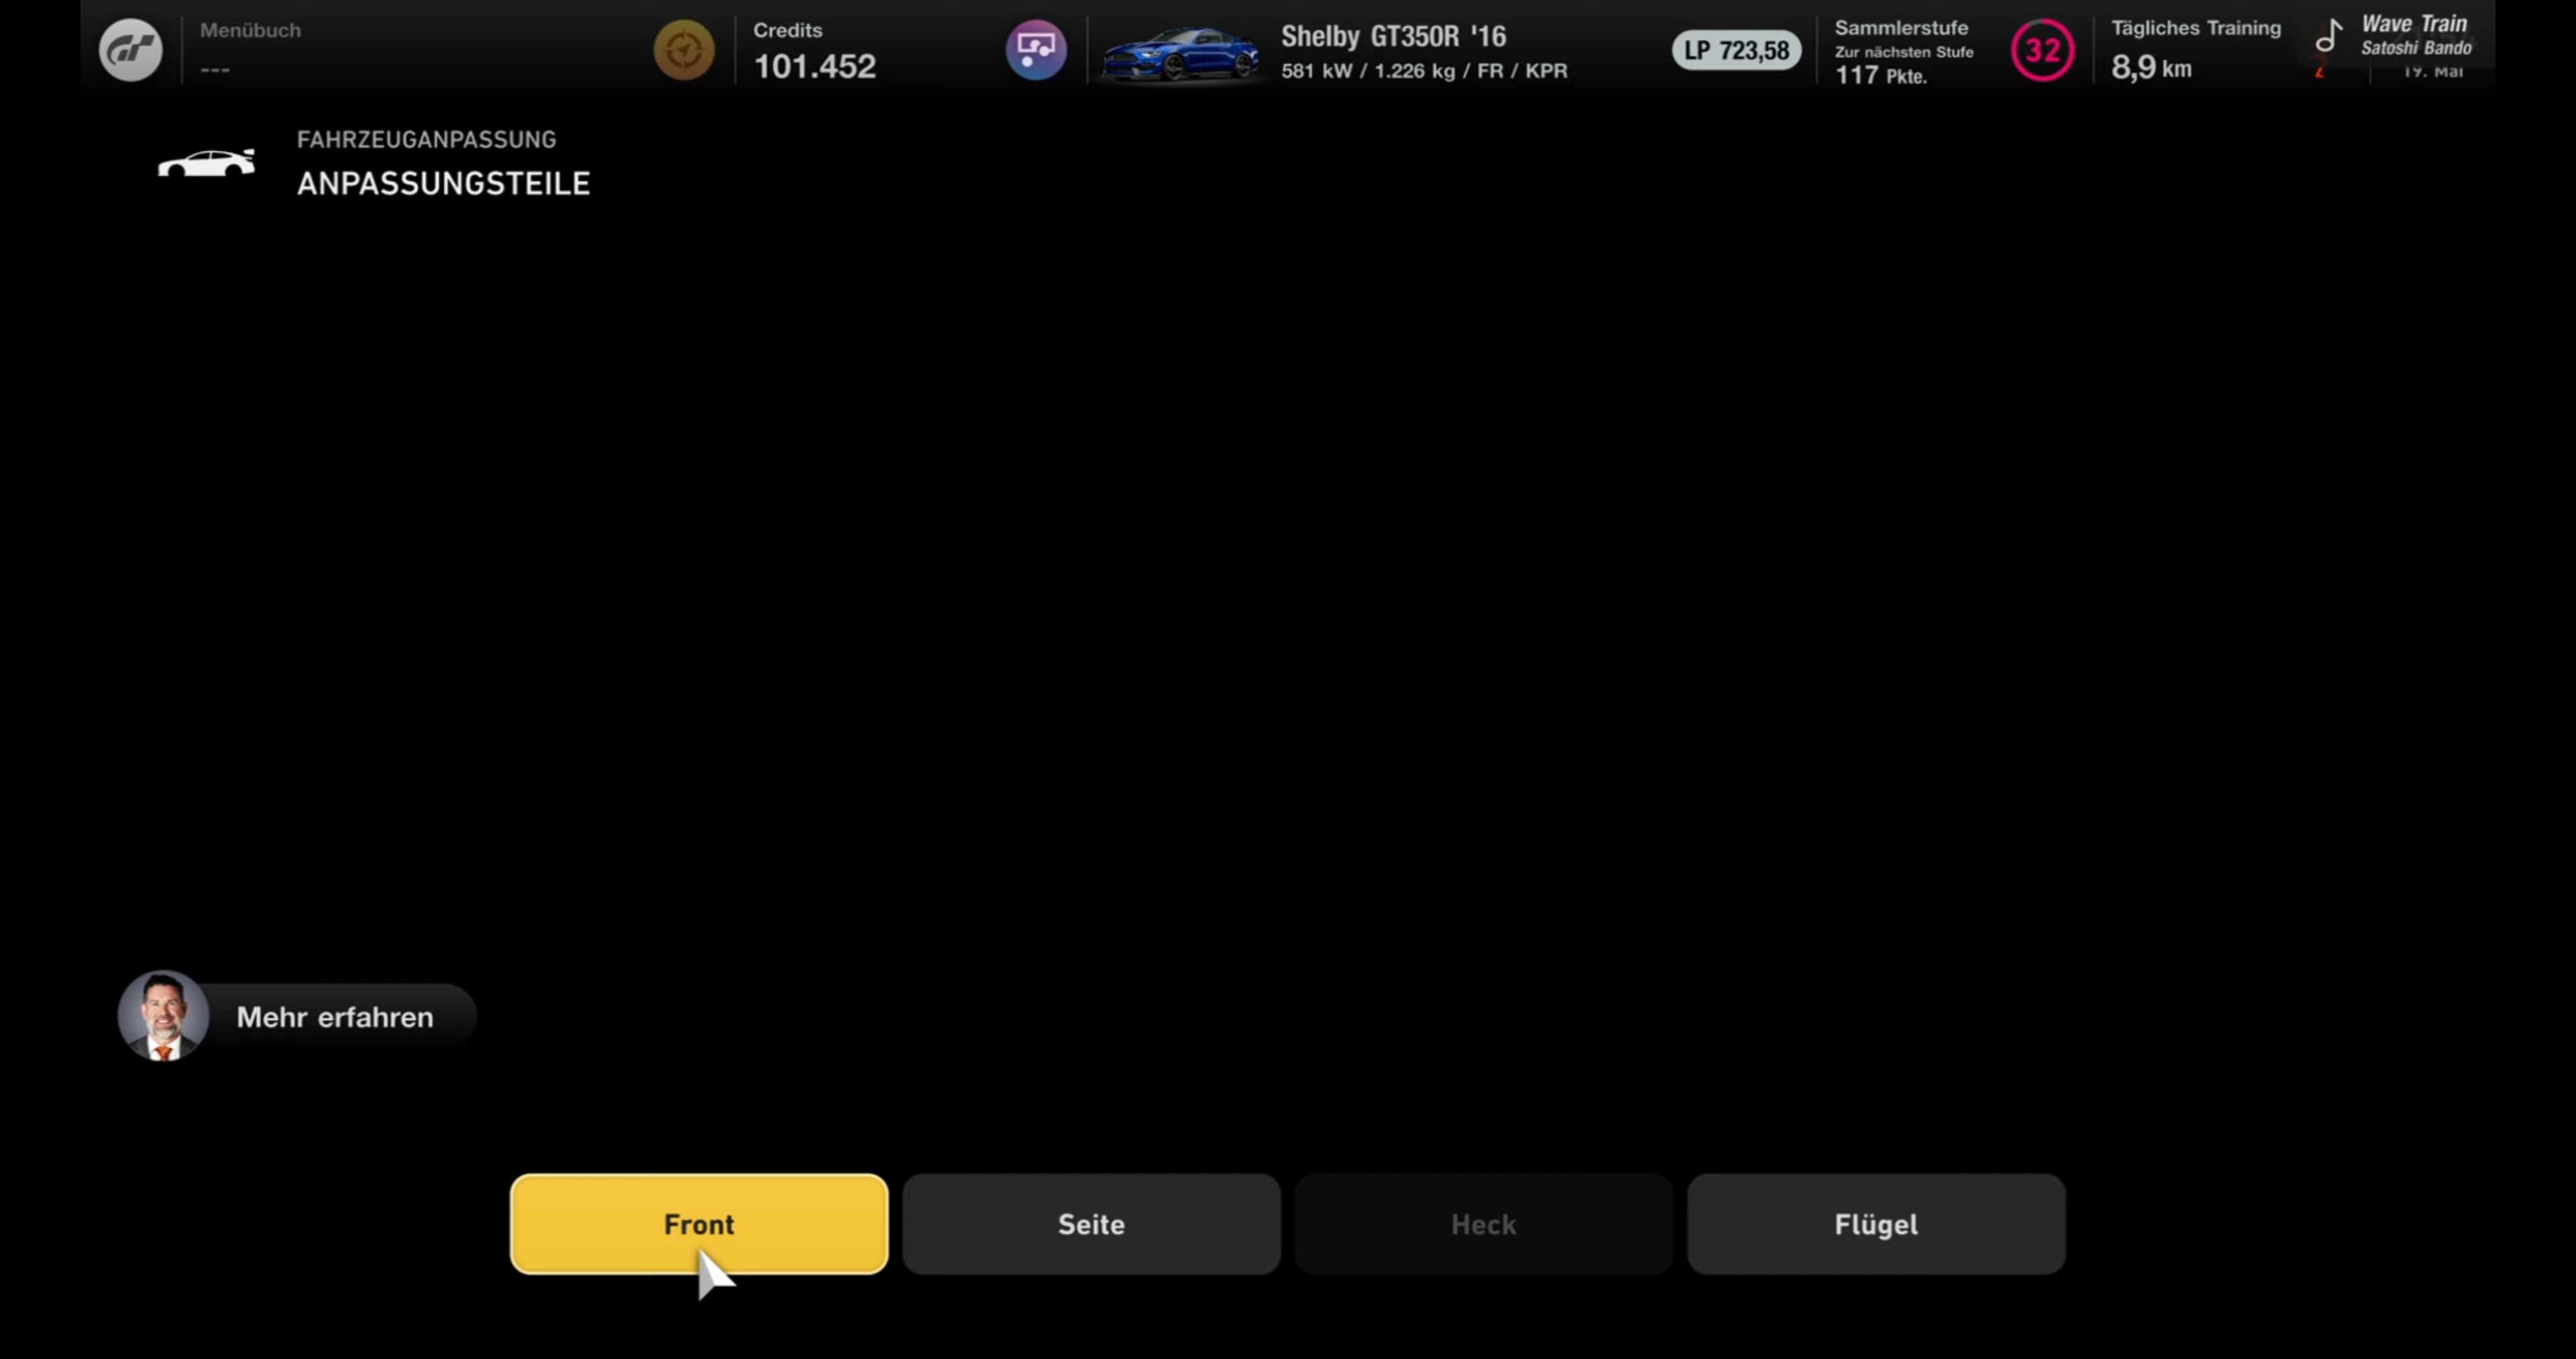 Menübuch
---
Credits
101.452
Shelby GT350R '16
581 kW / 1.226 kg / FR / KPR
LP 723,58
Sammlerstufe
Zur nächsten Stufe
117 Pkte.
32
Tägliches Training
8,9 km
Wave Train
Satoshi Bando
19. Mai
FAHRZEUGANPASSUNG
ANPASSUNGSTEILE
Mehr erfahren
Front
Seite
Heck
Flügel